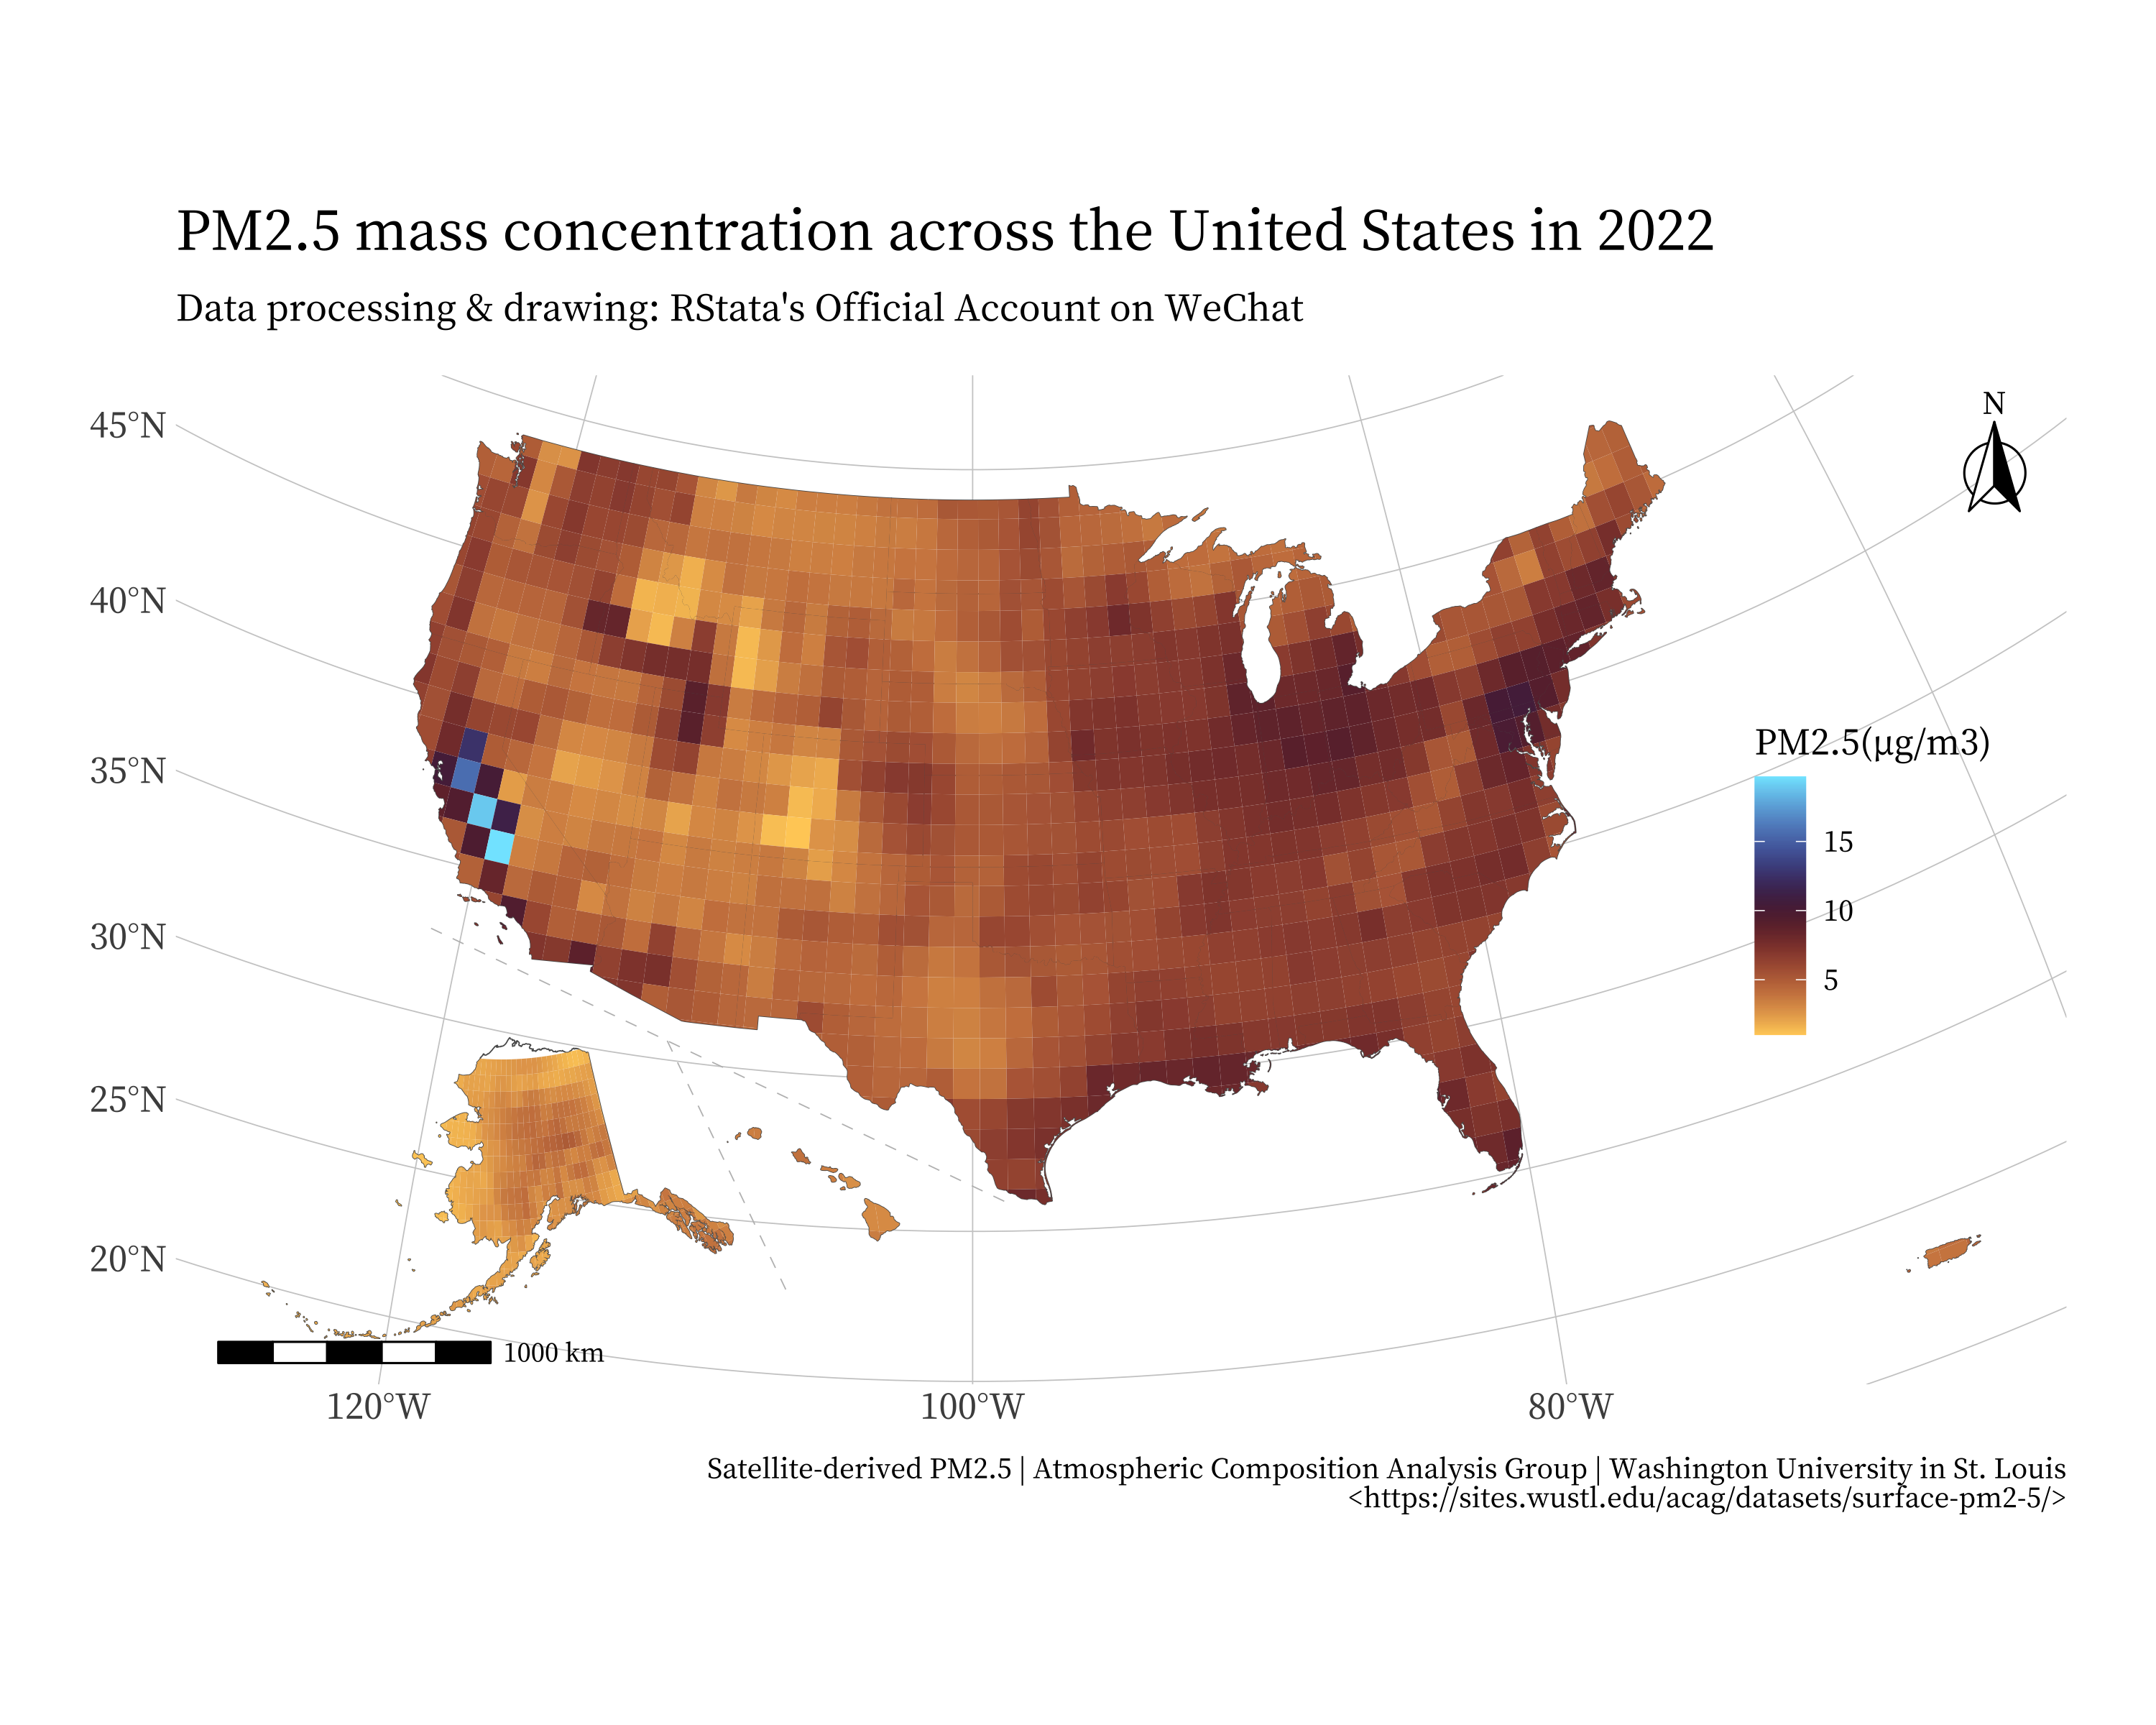 PM2.5 mass concentration across the United States in 2022
Data processing & drawing: RStata's Official Account on WeChat
45°N
40°N
35°N
30°N
25°N
20°N
N
PM2.5(μg/m3)
15
10
5
1000 km
120°W
100°W
80°W
Satellite-derived PM2.5 | Atmospheric Composition Analysis Group | Washington University in St. Louis
<https://sites.wustl.edu/acag/datasets/surface-pm2-5/>